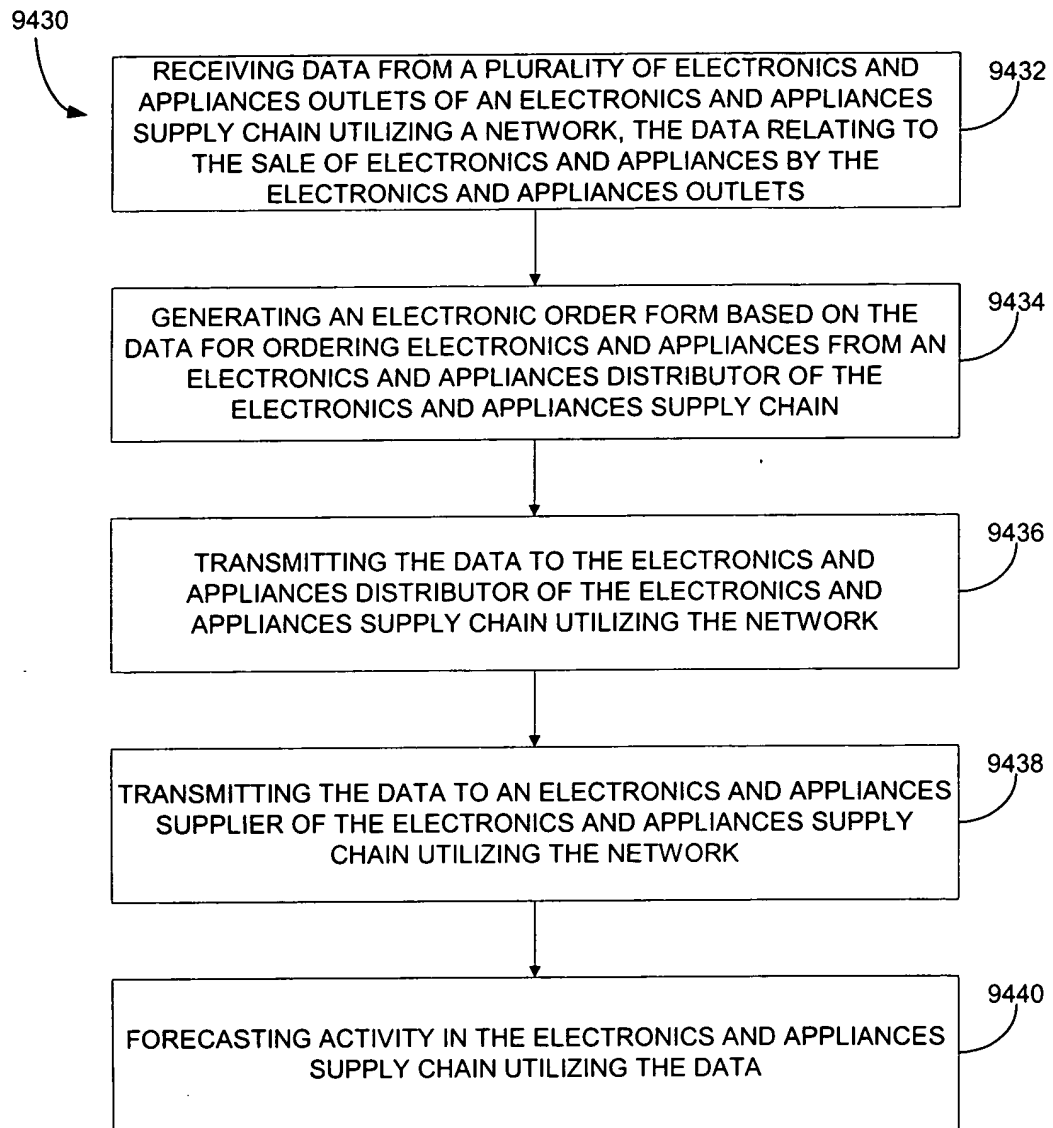 9430
RECEIVING DATA FROM A PLURALITY OF ELECTRONICS AND
APPLIANCES OUTLETS OF AN ELECTRONICS AND APPLIANCES
SUPPLY CHAIN UTILIZING A NETWORK, THE DATA RELATING TO
THE SALE OF ELECTRONICS AND APPLIANCES BY THE
ELECTRONICS AND APPLIANCES OUTLETS
9432
GENERATING AN ELECTRONIC ORDER FORM BASED ON THE
DATA FOR ORDERING ELECTRONICS AND APPLIANCES FROM AN
ELECTRONICS AND APPLIANCES DISTRIBUTOR OF THE
ELECTRONICS AND APPLIANCES SUPPLY CHAIN
9434
TRANSMITTING THE DATA TO THE ELECTRONICS AND
APPLIANCES DISTRIBUTOR OF THE ELECTRONICS AND
APPLIANCES SUPPLY CHAIN UTILIZING THE NETWORK
9436
TRANSMITTING THE DATA TO AN ELECTRONICS AND APPLIANCES
SUPPLIER OF THE ELECTRONICS AND APPLIANCES SUPPLY
CHAIN UTILIZING THE NETWORK
9438
FORECASTING ACTIVITY IN THE ELECTRONICS AND APPLIANCES
SUPPLY CHAIN UTILIZING THE DATA
9440